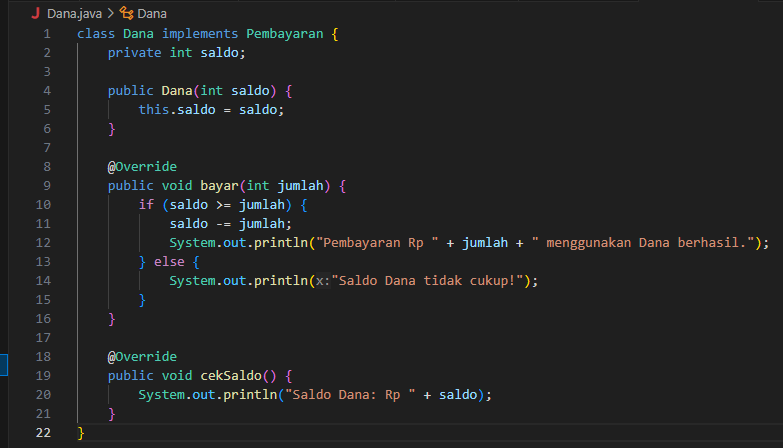 J Dana.java > Dana
1 class Dana implements Pembayaran {
2     private int saldo;
3
4     public Dana(int saldo) {
5         this.saldo = saldo;
6     }
7
8     @Override
9     public void bayar(int jumlah) {
10         if (saldo >= jumlah) {
11             saldo -= jumlah;
12             System.out.println("Pembayaran Rp " + jumlah + " menggunakan Dana berhasil.");
13         } else {
14             System.out.println(x:"Saldo Dana tidak cukup!");
15         }
16     }
17
18     @Override
19     public void cekSaldo() {
20         System.out.println("Saldo Dana: Rp " + saldo);
21     }
22 }